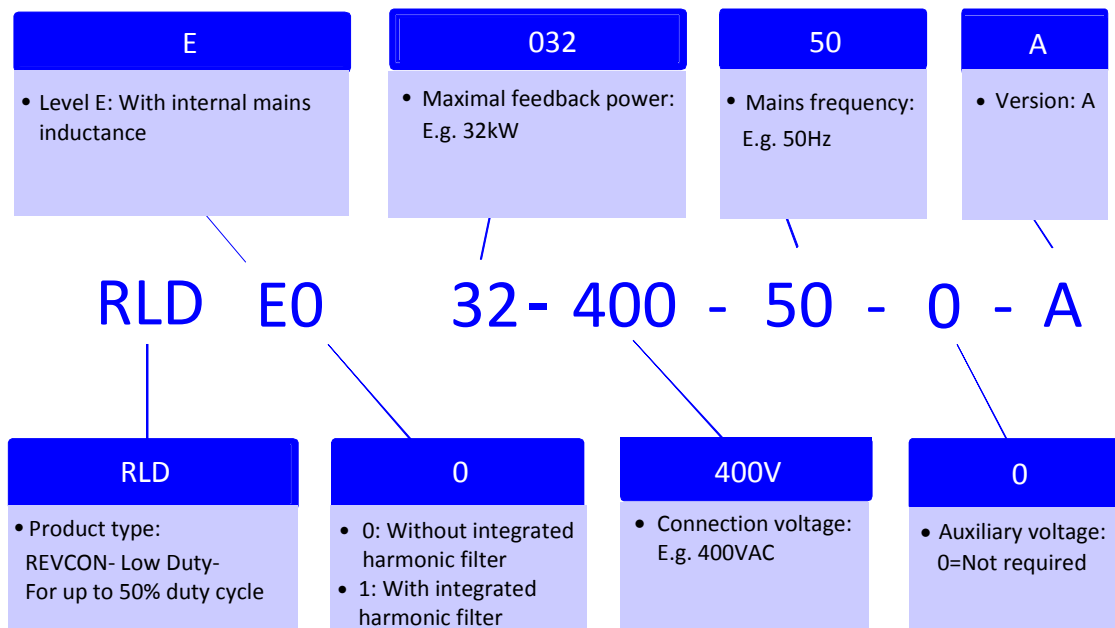 E
• Level E: With internal mains
inductance
032
• Maximal feedback power:
E.g. 32kW
50
• Mains frequency:
E.g. 50Hz
A
• Version: A
RLD E0 32- 400 - 50 - 0 - A
RLD
• Product type:
REVCON- Low Duty-
For up to 50% duty cycle
0
• 0: Without integrated
harmonic filter
• 1: With integrated
harmonic filter
400V
• Connection voltage:
E.g. 400VAC
0
• Auxiliary voltage:
0=Not required